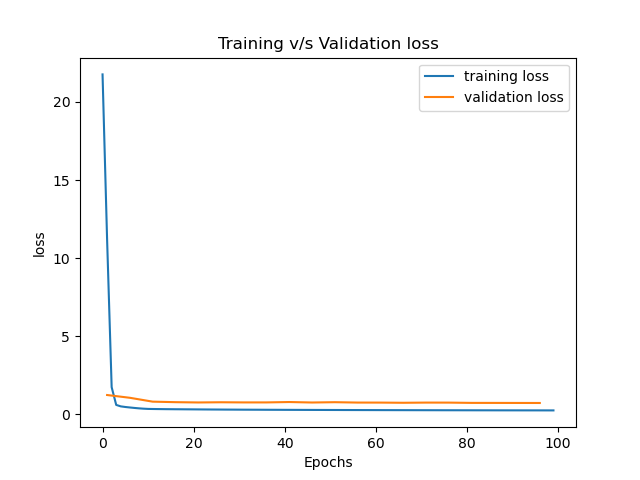 Training v/s Validation loss
training loss
validation loss
20
15
10
5
0
loss
0 20 40 60 80 100
Epochs